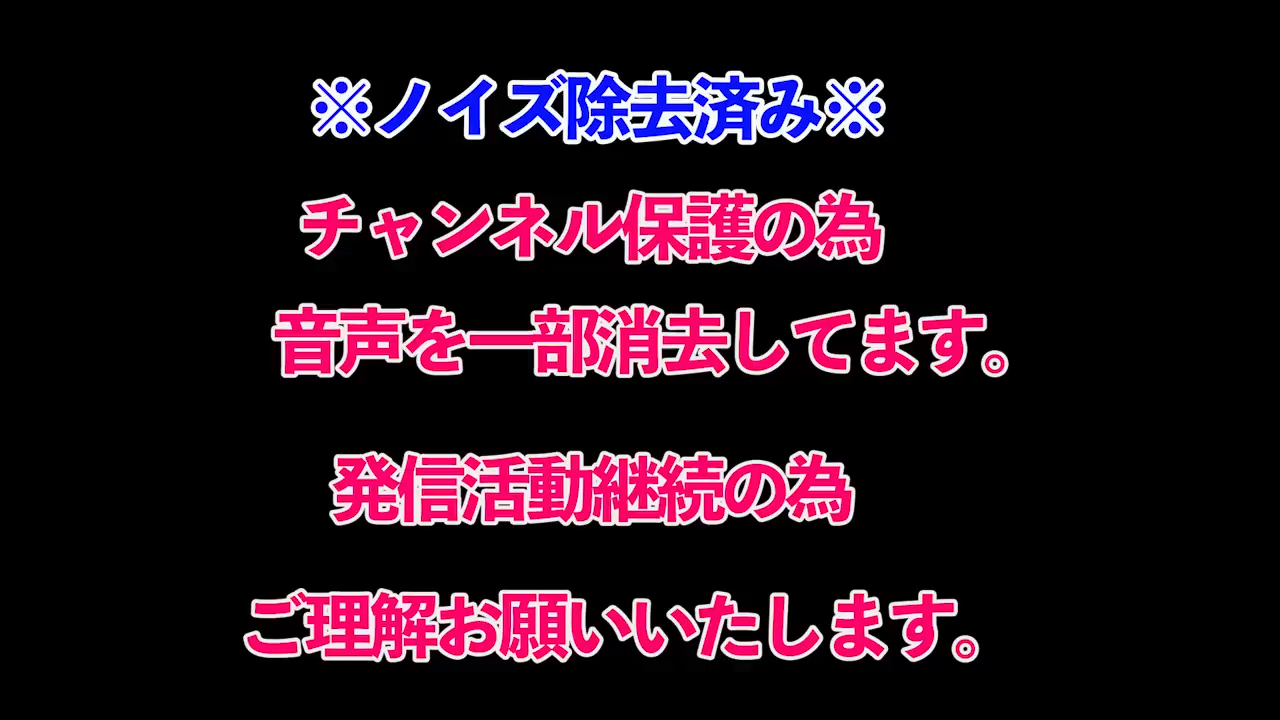 ※ノイズ除去済み※
チャンネル保護の為
音声を一部消去してます。
発信活動継続の為
ご理解お願いいたします。